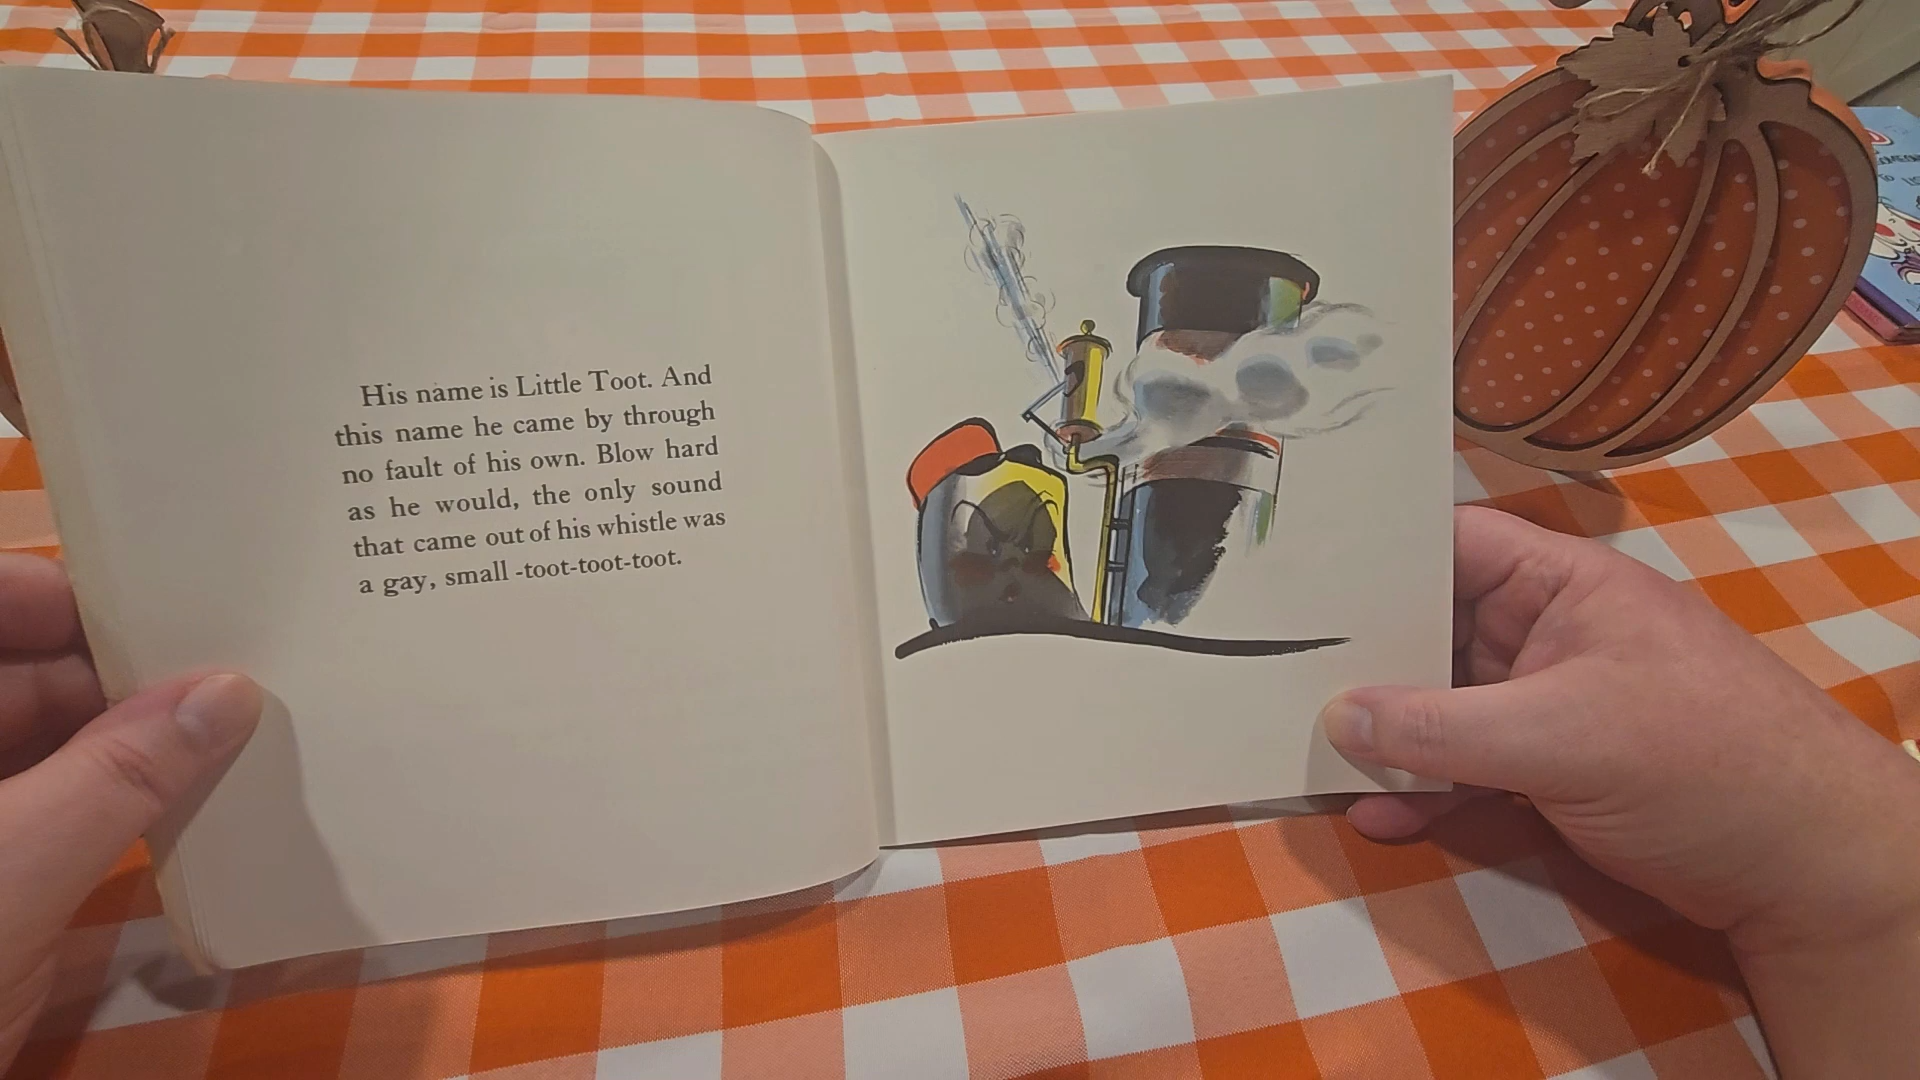 His name is Little Toot. And
this name he came by through
no fault of his own. Blow hard
as he would, the only sound
that came out of his whistle was
a gay, small -toot-toot-toot.